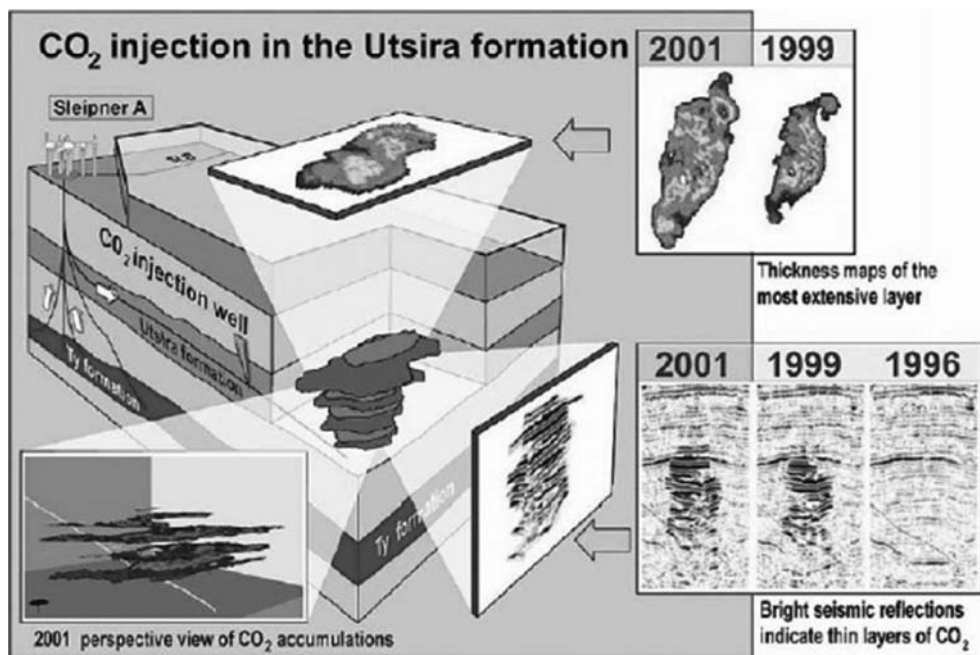 CO₂ injection in the Utsira formation
2001 1999
Sleipner A
CO₂ injection well
Utsira formation
Ty formation
Ty formation
Thickness maps of the
most extensive layer
2001 1999 1996
2001 perspective view of CO₂ accumulations
Bright seismic reflections
indicate thin layers of CO₂